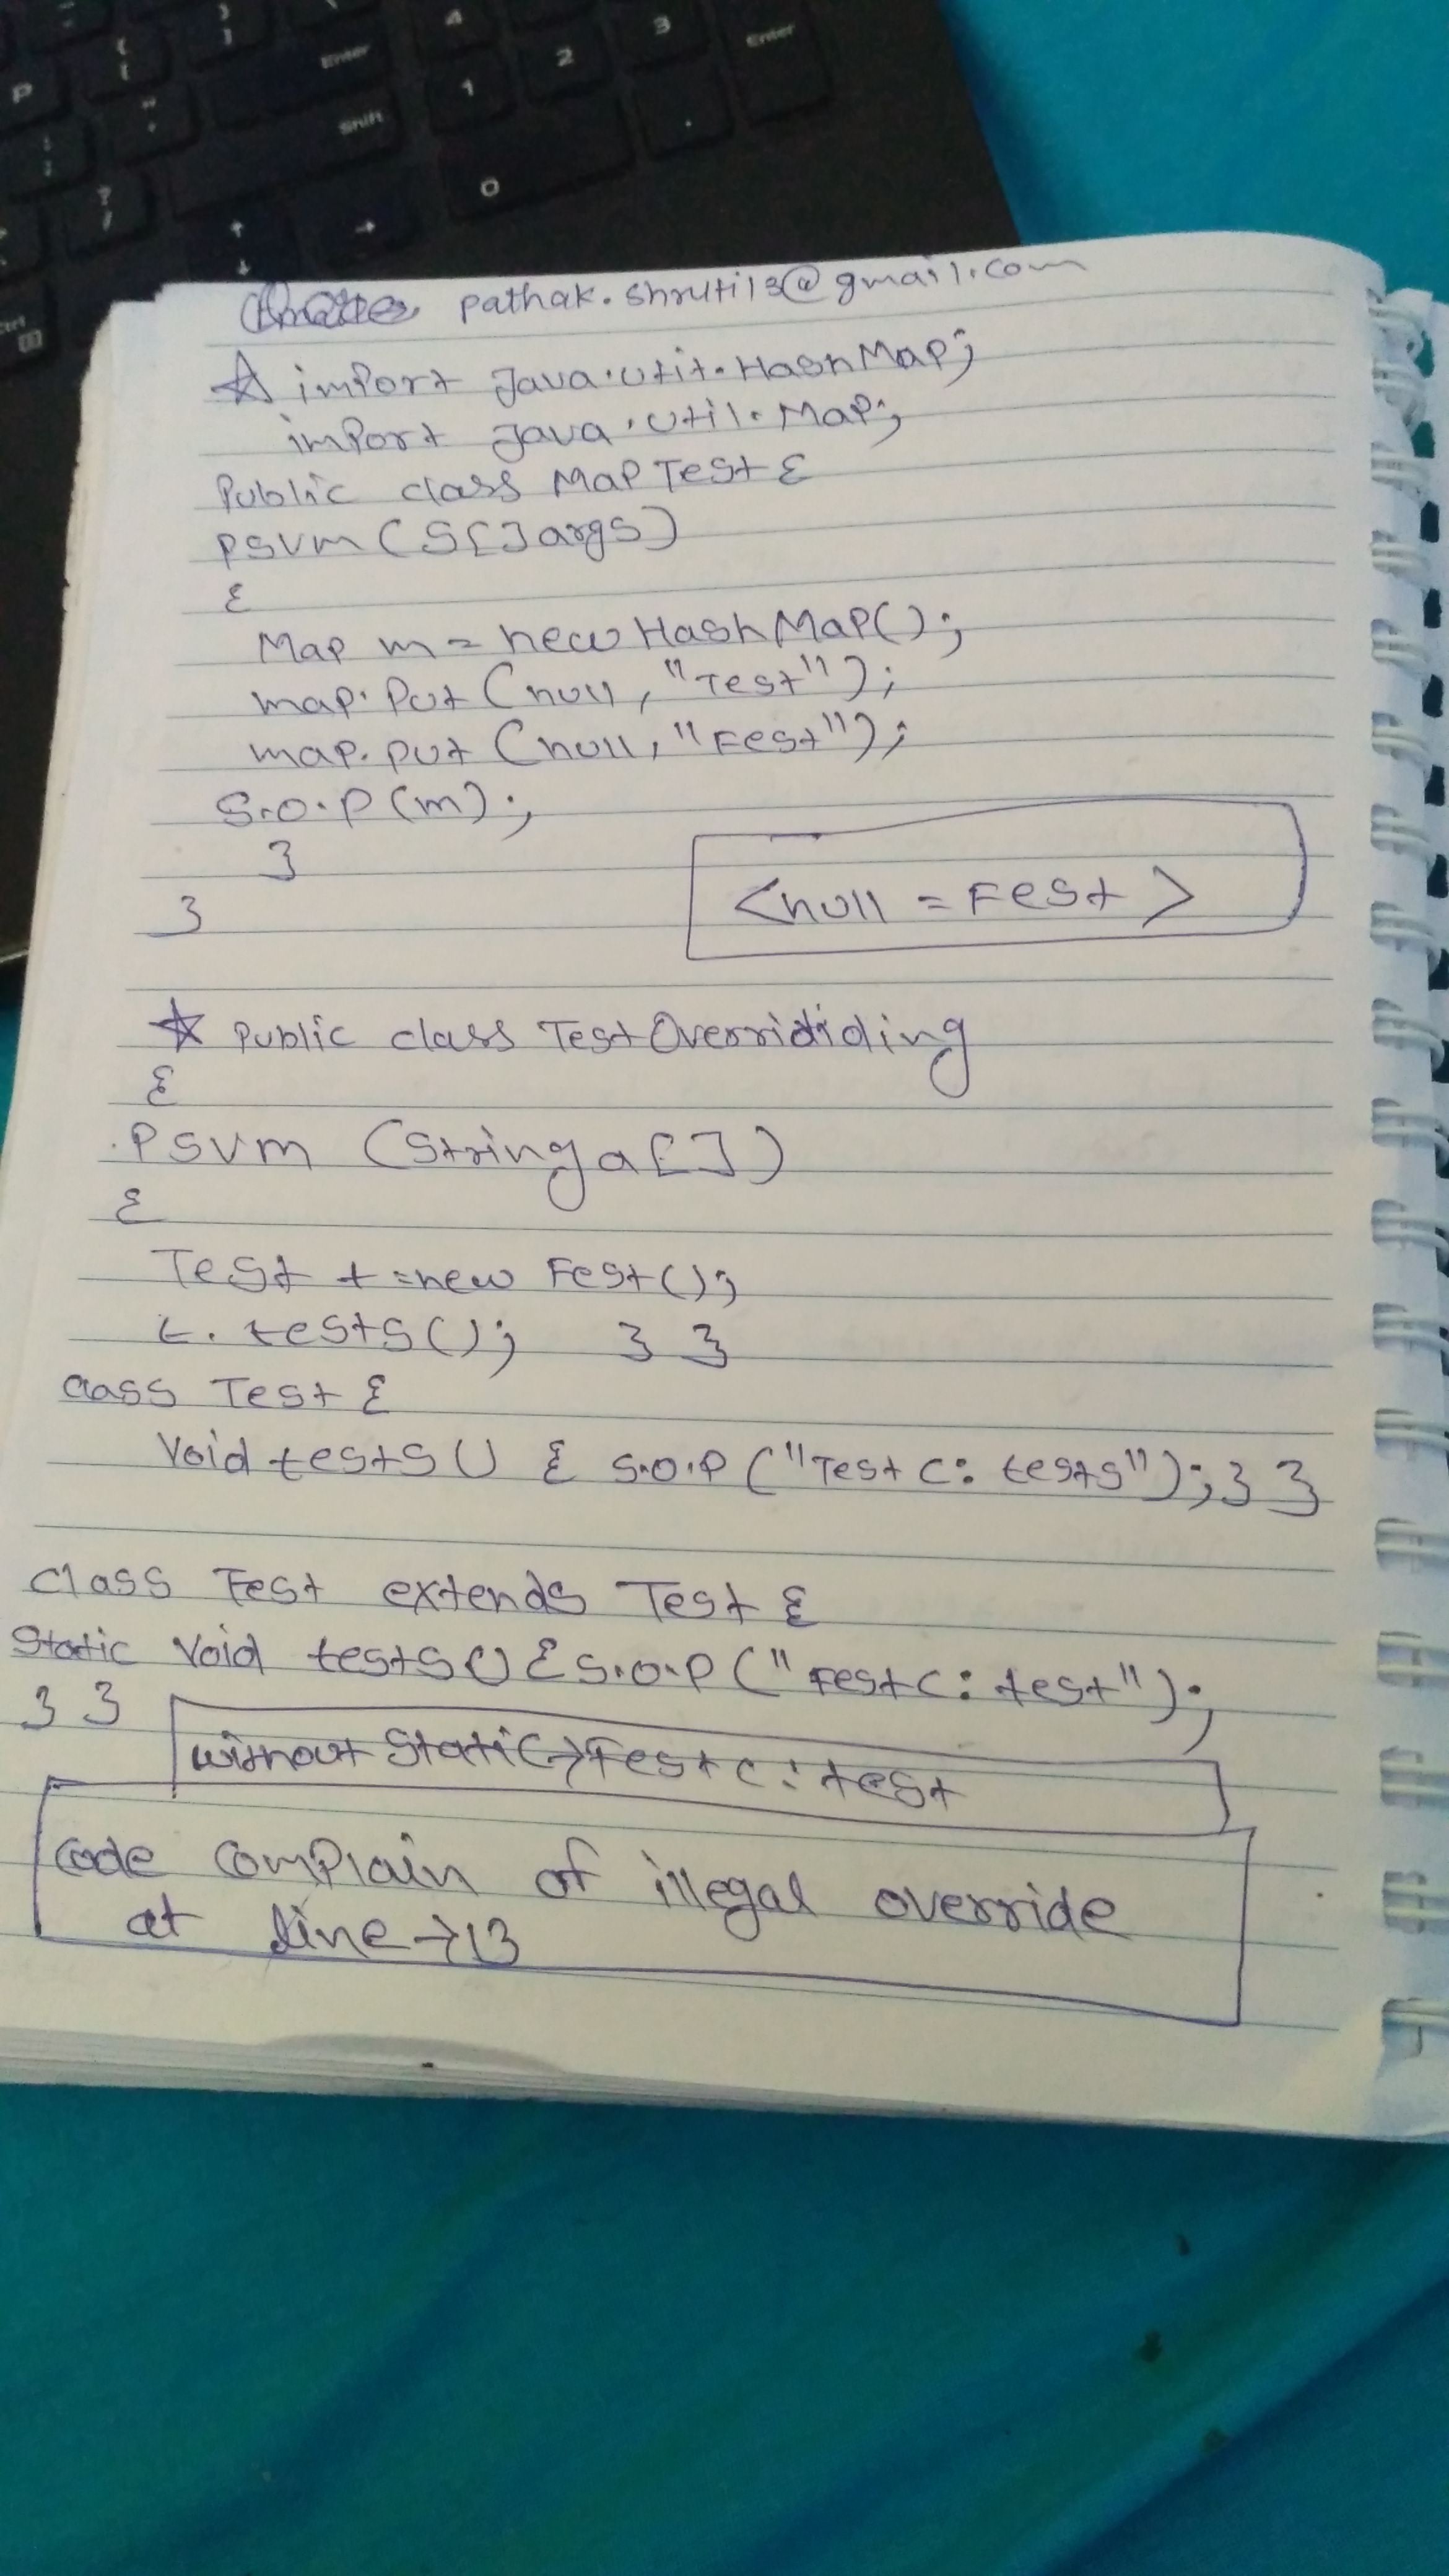 P
Enter
Shift
Ctrl
4
3
1
2
Enter
0
.
pathak.shruti13@gmail.com
☆ import java.util.HashMap;
import java.util.Map;
Public class MapTest {
PSVm (S[] args)
{
Map m = new HashMap();
map.Put (null, "Test");
map.put (null, "Fest");
S.O.P(m);
}
}
<null = Fest>
☆ Public class TestOverrididing
{
PSVm (String a[])
{
Test t = new Fest();
t.tests(); } }
class Test {
Void tests() { S.O.P ("Test C: tests"); } }
Class Fest extends Test {
Static Void tests() { S.O.P ("Fest C: test");
} }
without Static → Fest C: test
Code Complain of illegal override
at line → 13